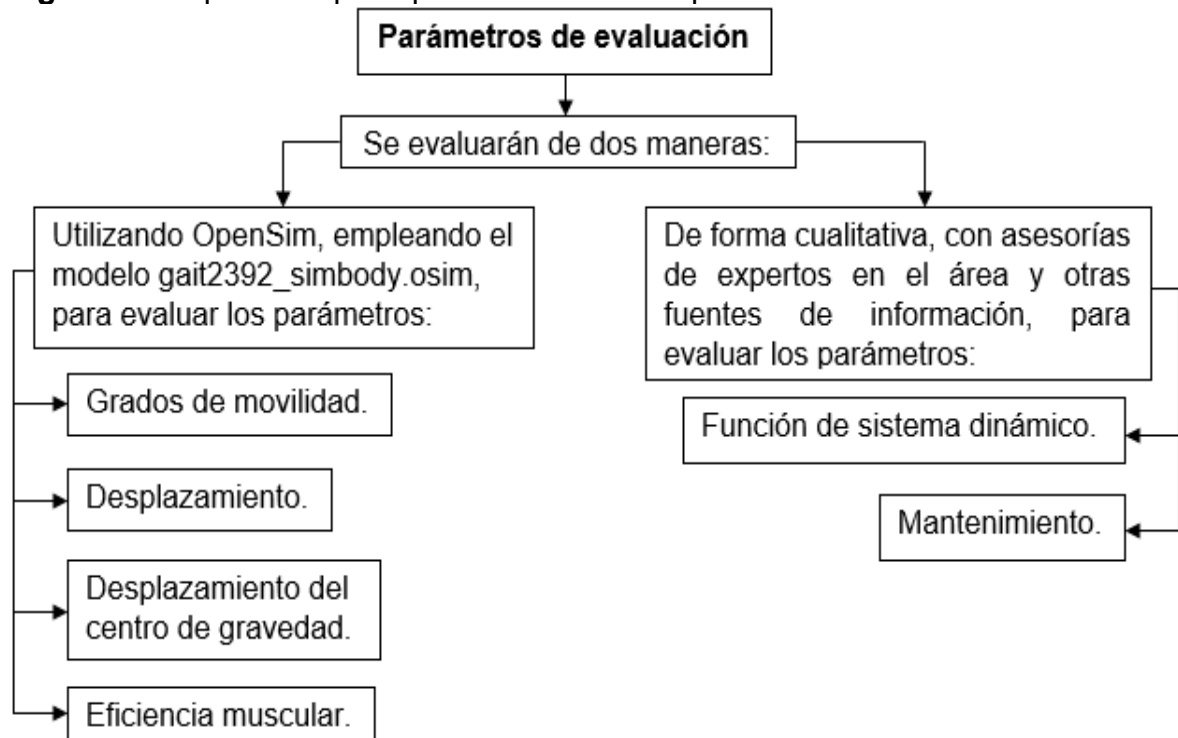 Parámetros de evaluación
Se evaluarán de dos maneras:
Utilizando OpenSim, empleando el
modelo gait2392_simbody.osim,
para evaluar los parámetros:
Grados de movilidad.
Desplazamiento.
Desplazamiento del
centro de gravedad.
Eficiencia muscular.
De forma cualitativa, con asesorías
de expertos en el área y otras
fuentes de información, para
evaluar los parámetros:
Función de sistema dinámico.
Mantenimiento.